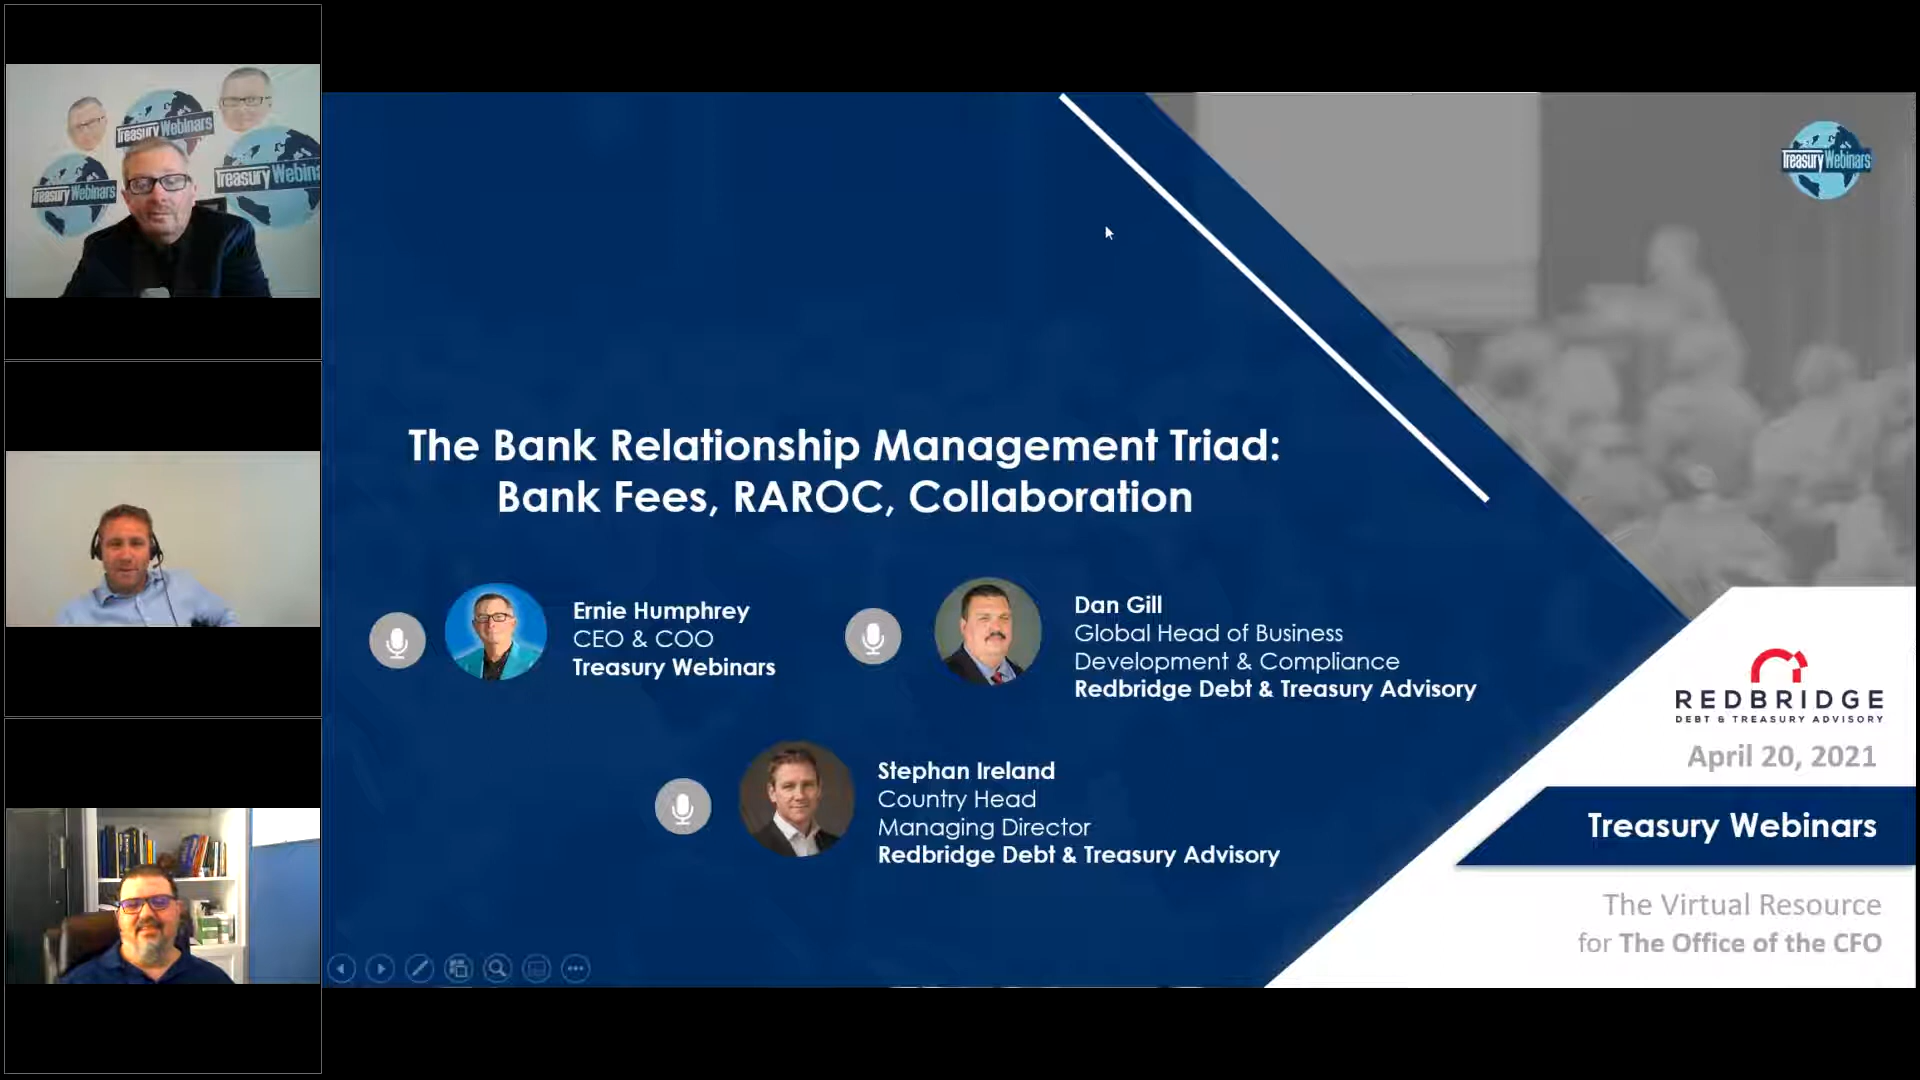 Treasury Webinars
Treasury Webinars
Treasury Webin
The Bank Relationship Management Triad:
Bank Fees, RAROC, Collaboration
Ernie Humphrey
CEO & COO
Treasury Webinars
Dan Gill
Global Head of Business
Development & Compliance
Redbridge Debt & Treasury Advisory
Stephan Ireland
Country Head
Managing Director
Redbridge Debt & Treasury Advisory
Treasury Webinars
REDBRIDGE
DEBT & TREASURY ADVISORY
April 20, 2021
Treasury Webinars
The Virtual Resource
for The Office of the CFO